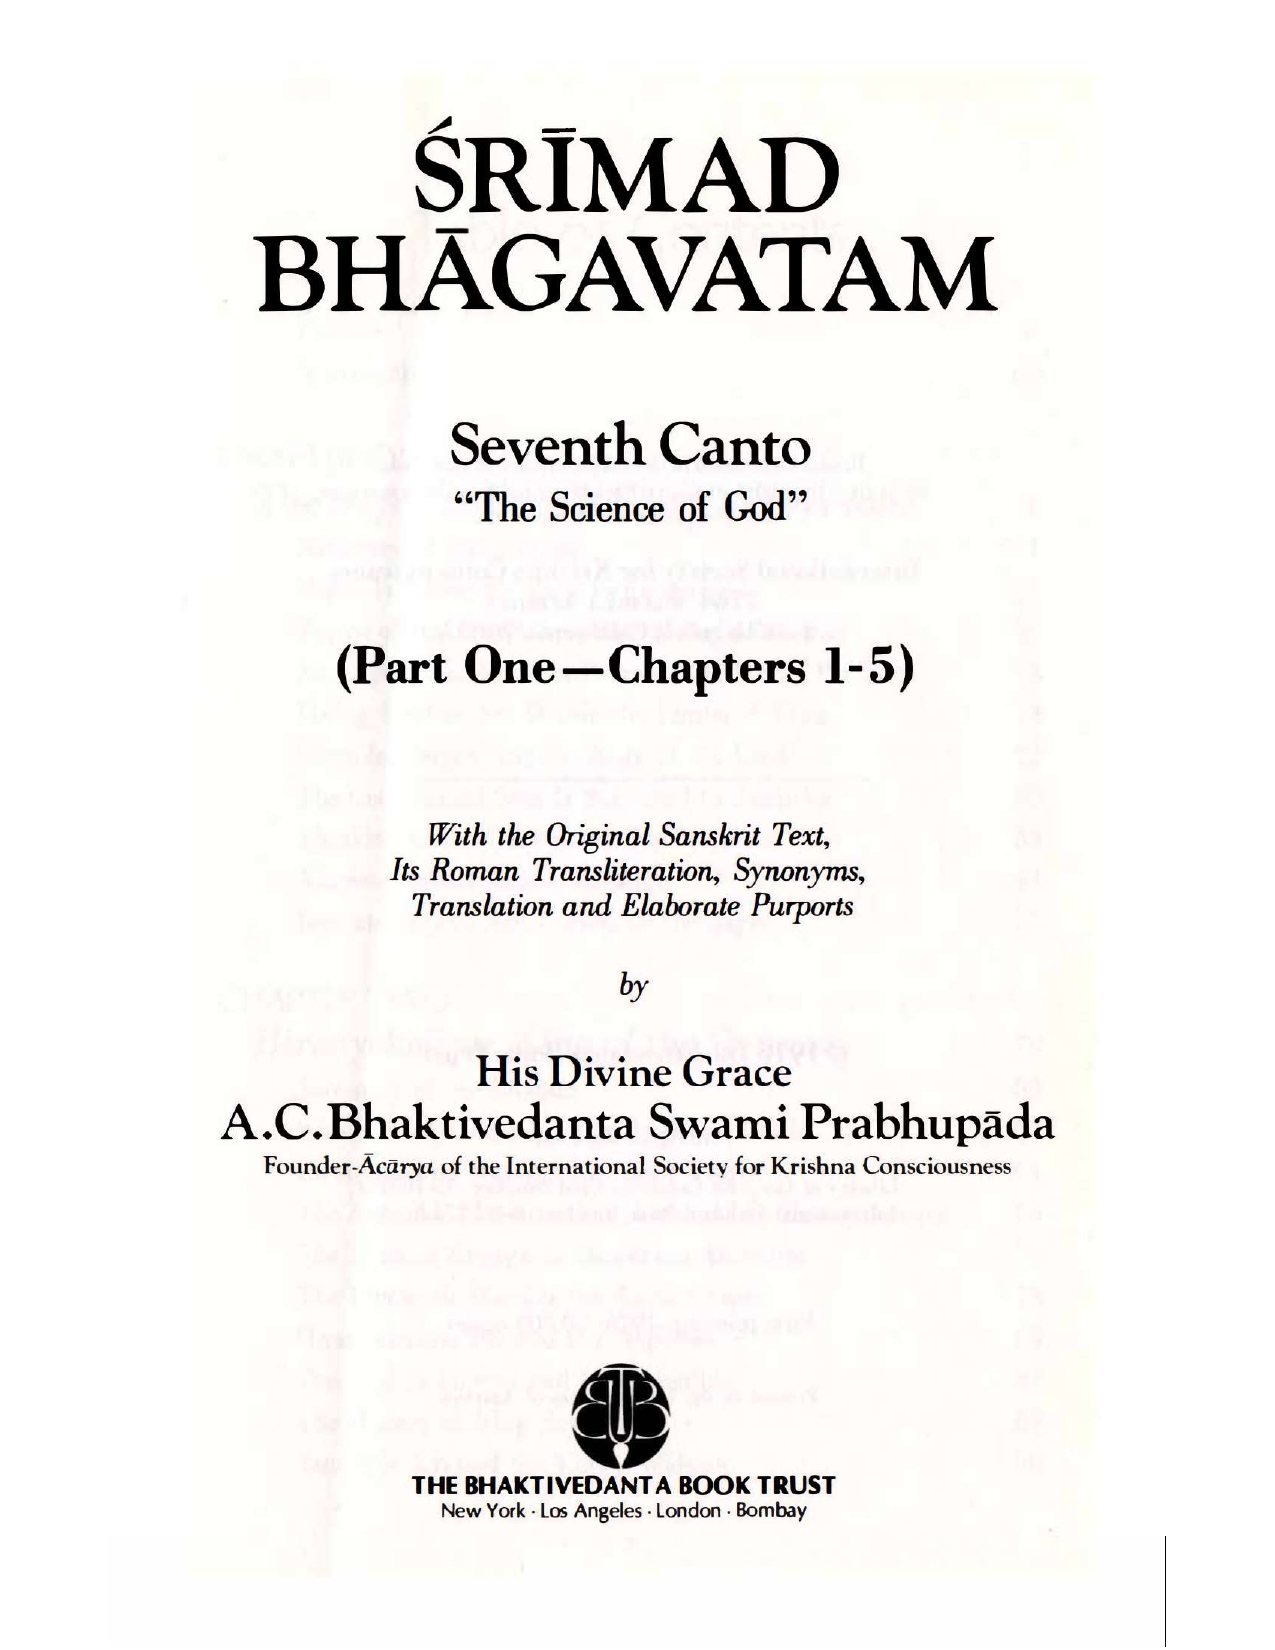 ŚRĪMAD
BHĀGAVATAM
Seventh Canto
“The Science of God”
(Part One—Chapters 1-5)
With the Original Sanskrit Text,
Its Roman Transliteration, Synonyms,
Translation and Elaborate Purports
by
His Divine Grace
A.C.Bhaktivedanta Swami Prabhupāda
Founder-Ācārya of the International Society for Krishna Consciousness
BBT
THE BHAKTIVEDANTA BOOK TRUST
New York · Los Angeles · London · Bombay